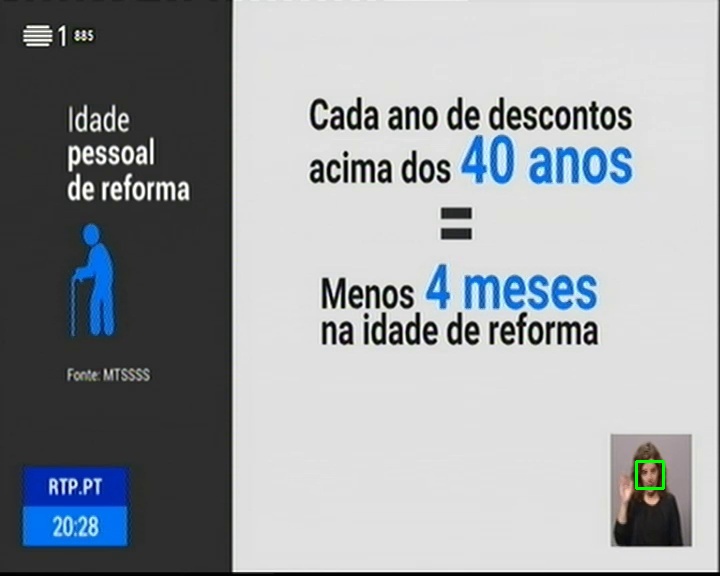 1 885
Idade
pessoal
de reforma
Fonte: MTSSSS
Cada ano de descontos
acima dos 40 anos
=
Menos 4 meses
na idade de reforma
RTP.PT
20:28